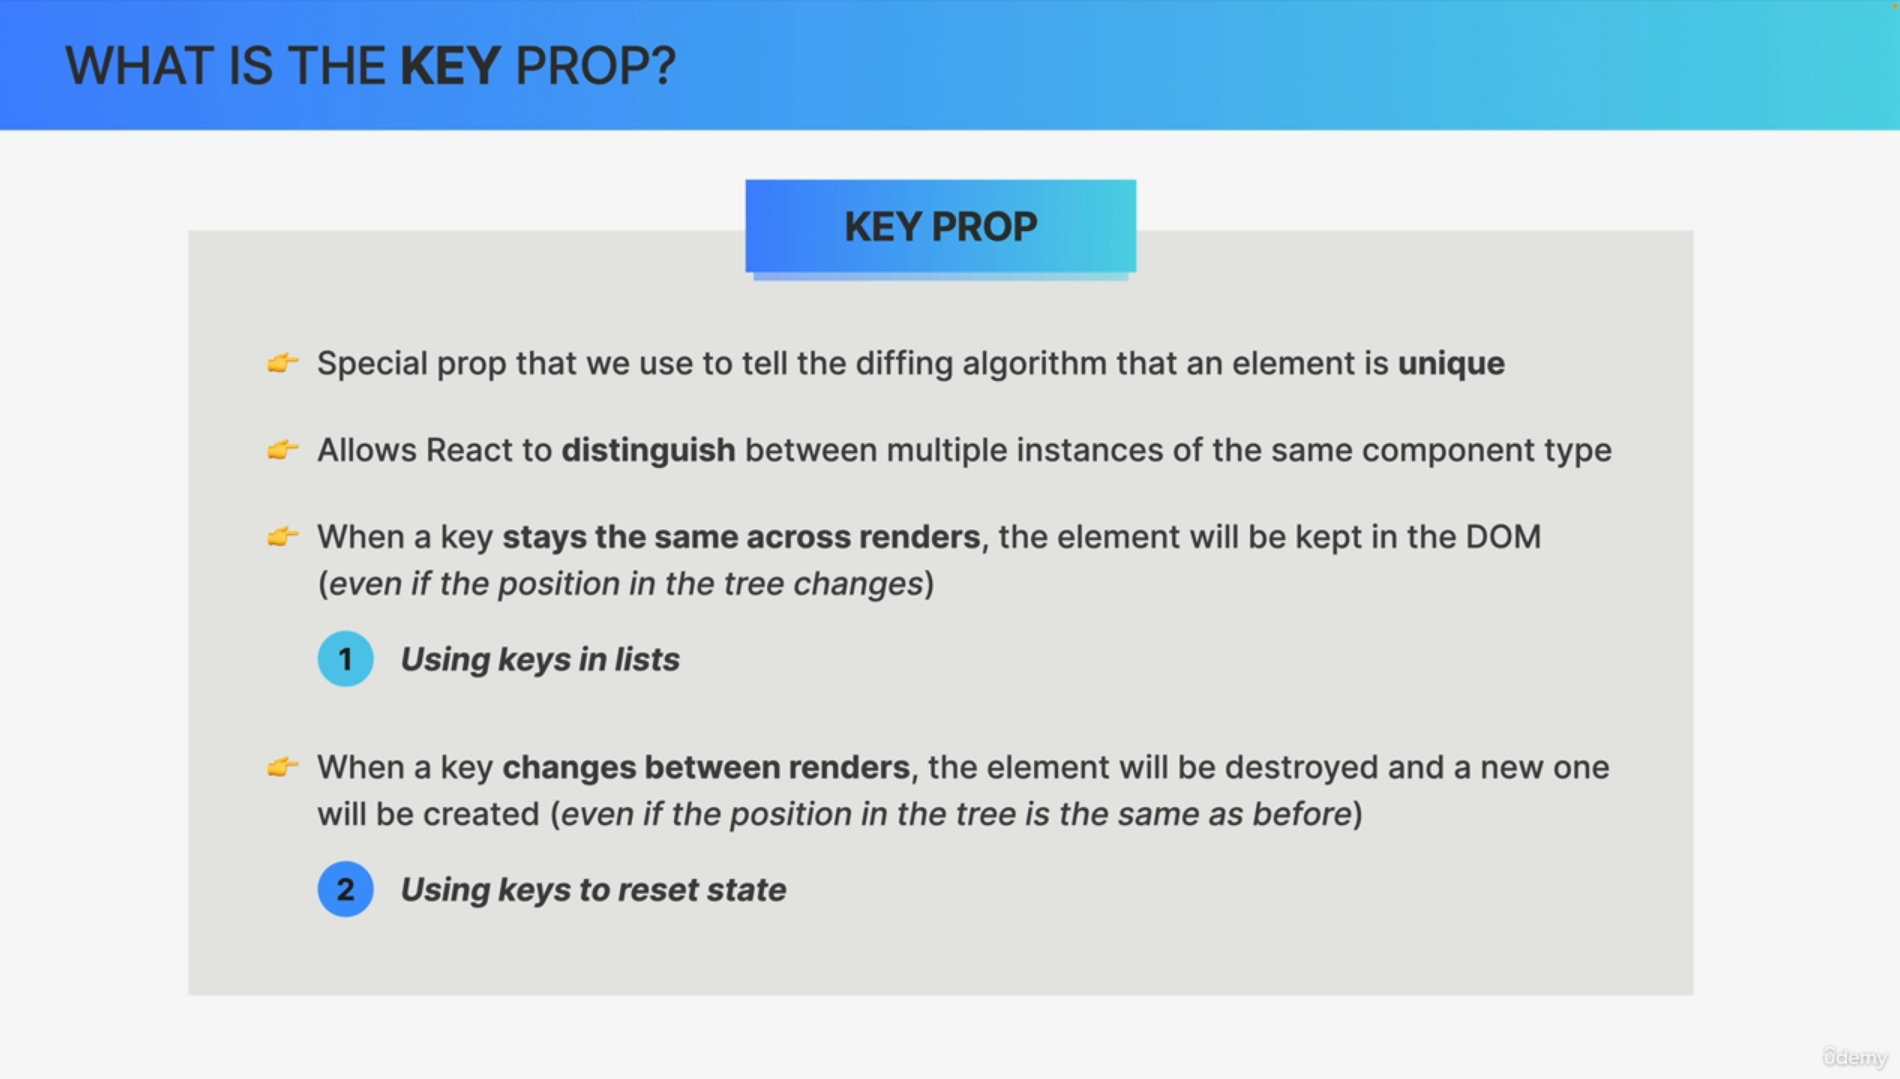 WHAT IS THE KEY PROP?
KEY PROP
👉 Special prop that we use to tell the diffing algorithm that an element is unique
👉 Allows React to distinguish between multiple instances of the same component type
👉 When a key stays the same across renders, the element will be kept in the DOM
(even if the position in the tree changes)
1 Using keys in lists
👉 When a key changes between renders, the element will be destroyed and a new one
will be created (even if the position in the tree is the same as before)
2 Using keys to reset state
ûdemy